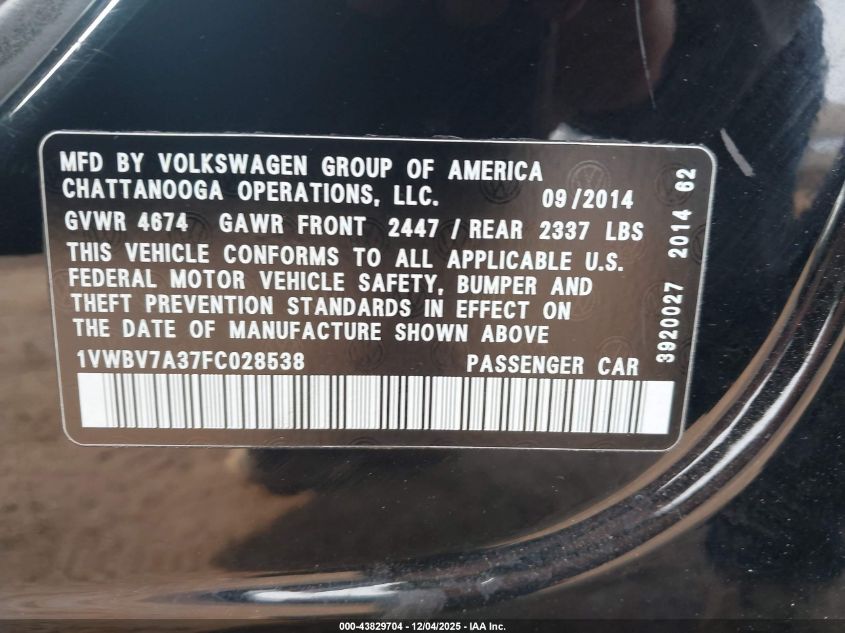 MFD BY VOLKSWAGEN GROUP OF AMERICA
CHATTANOOGA OPERATIONS, LLC. 09/2014
GVWR 4674 GAWR FRONT 2447 / REAR 2337 LBS
THIS VEHICLE CONFORMS TO ALL APPLICABLE U.S.
FEDERAL MOTOR VEHICLE SAFETY, BUMPER AND
THEFT PREVENTION STANDARDS IN EFFECT ON
THE DATE OF MANUFACTURE SHOWN ABOVE
1VWBV7A37FC028538 PASSENGER CAR
3920027 2014 62
000-43829704 - 12/04/2025 - IAA Inc.